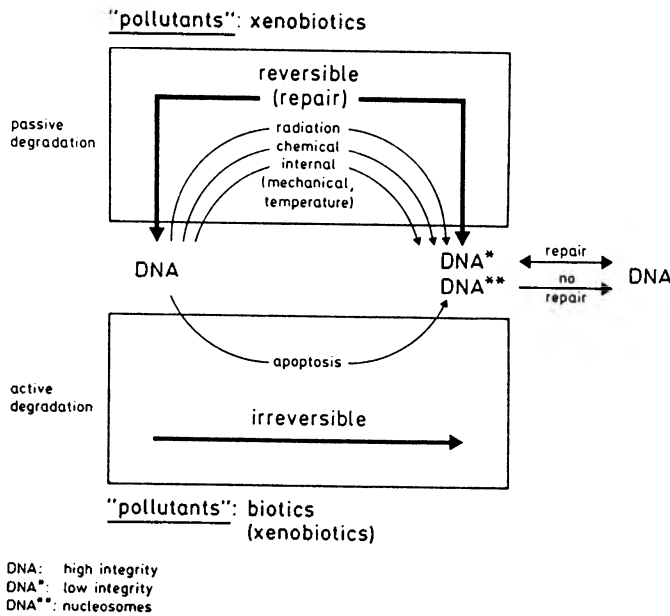 "pollutants": xenobiotics
reversible
(repair)
passive
degradation
radiation
chemical
internal
(mechanical,
temperature)
DNA
DNA*
DNA**
repair
no
repair
DNA
apoptosis
active
degradation
irreversible
"pollutants": biotics
(xenobiotics)
DNA: high integrity
DNA*: low integrity
DNA**: nucleosomes